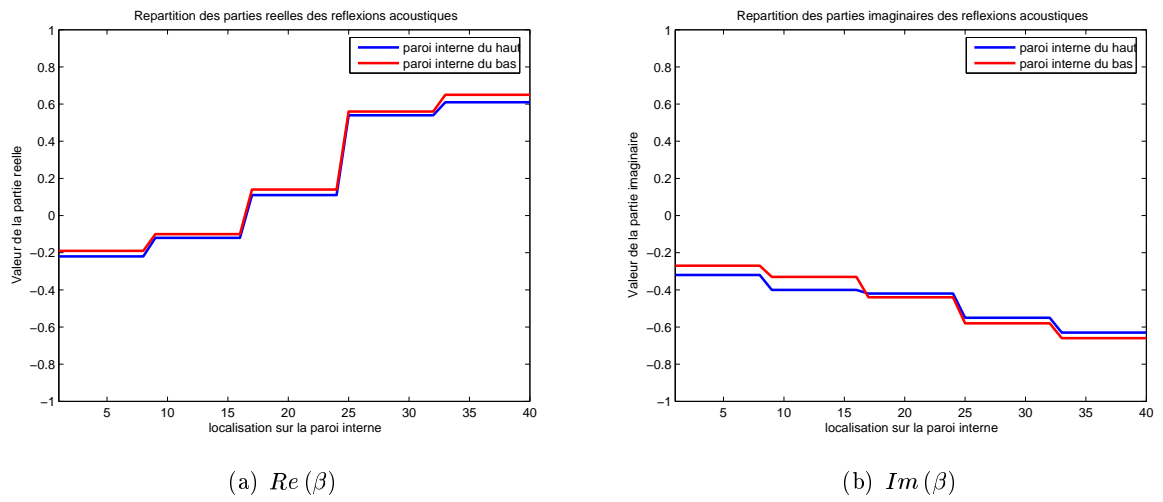 Repartition des parties reelles des reflexions acoustiques
1
0.8
0.6
0.4
0.2
0
−0.2
−0.4
−0.6
−0.8
−1
Valeur de la partie reelle
paroi interne du haut
paroi interne du bas
5 10 15 20 25 30 35 40
localisation sur la paroi interne
(a) Re (β)
Repartition des parties imaginaires des reflexions acoustiques
1
0.8
0.6
0.4
0.2
0
−0.2
−0.4
−0.6
−0.8
−1
Valeur de la partie imaginaire
paroi interne du haut
paroi interne du bas
5 10 15 20 25 30 35 40
localisation sur la paroi interne
(b) Im (β)